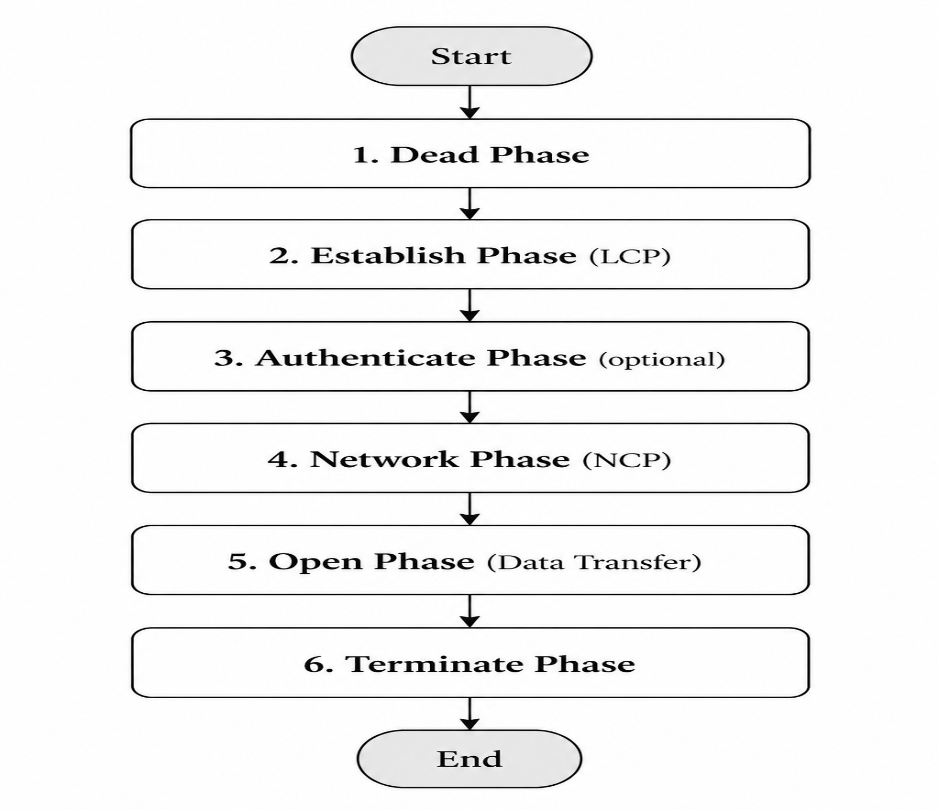 Start
1. Dead Phase
2. Establish Phase (LCP)
3. Authenticate Phase (optional)
4. Network Phase (NCP)
5. Open Phase (Data Transfer)
6. Terminate Phase
End